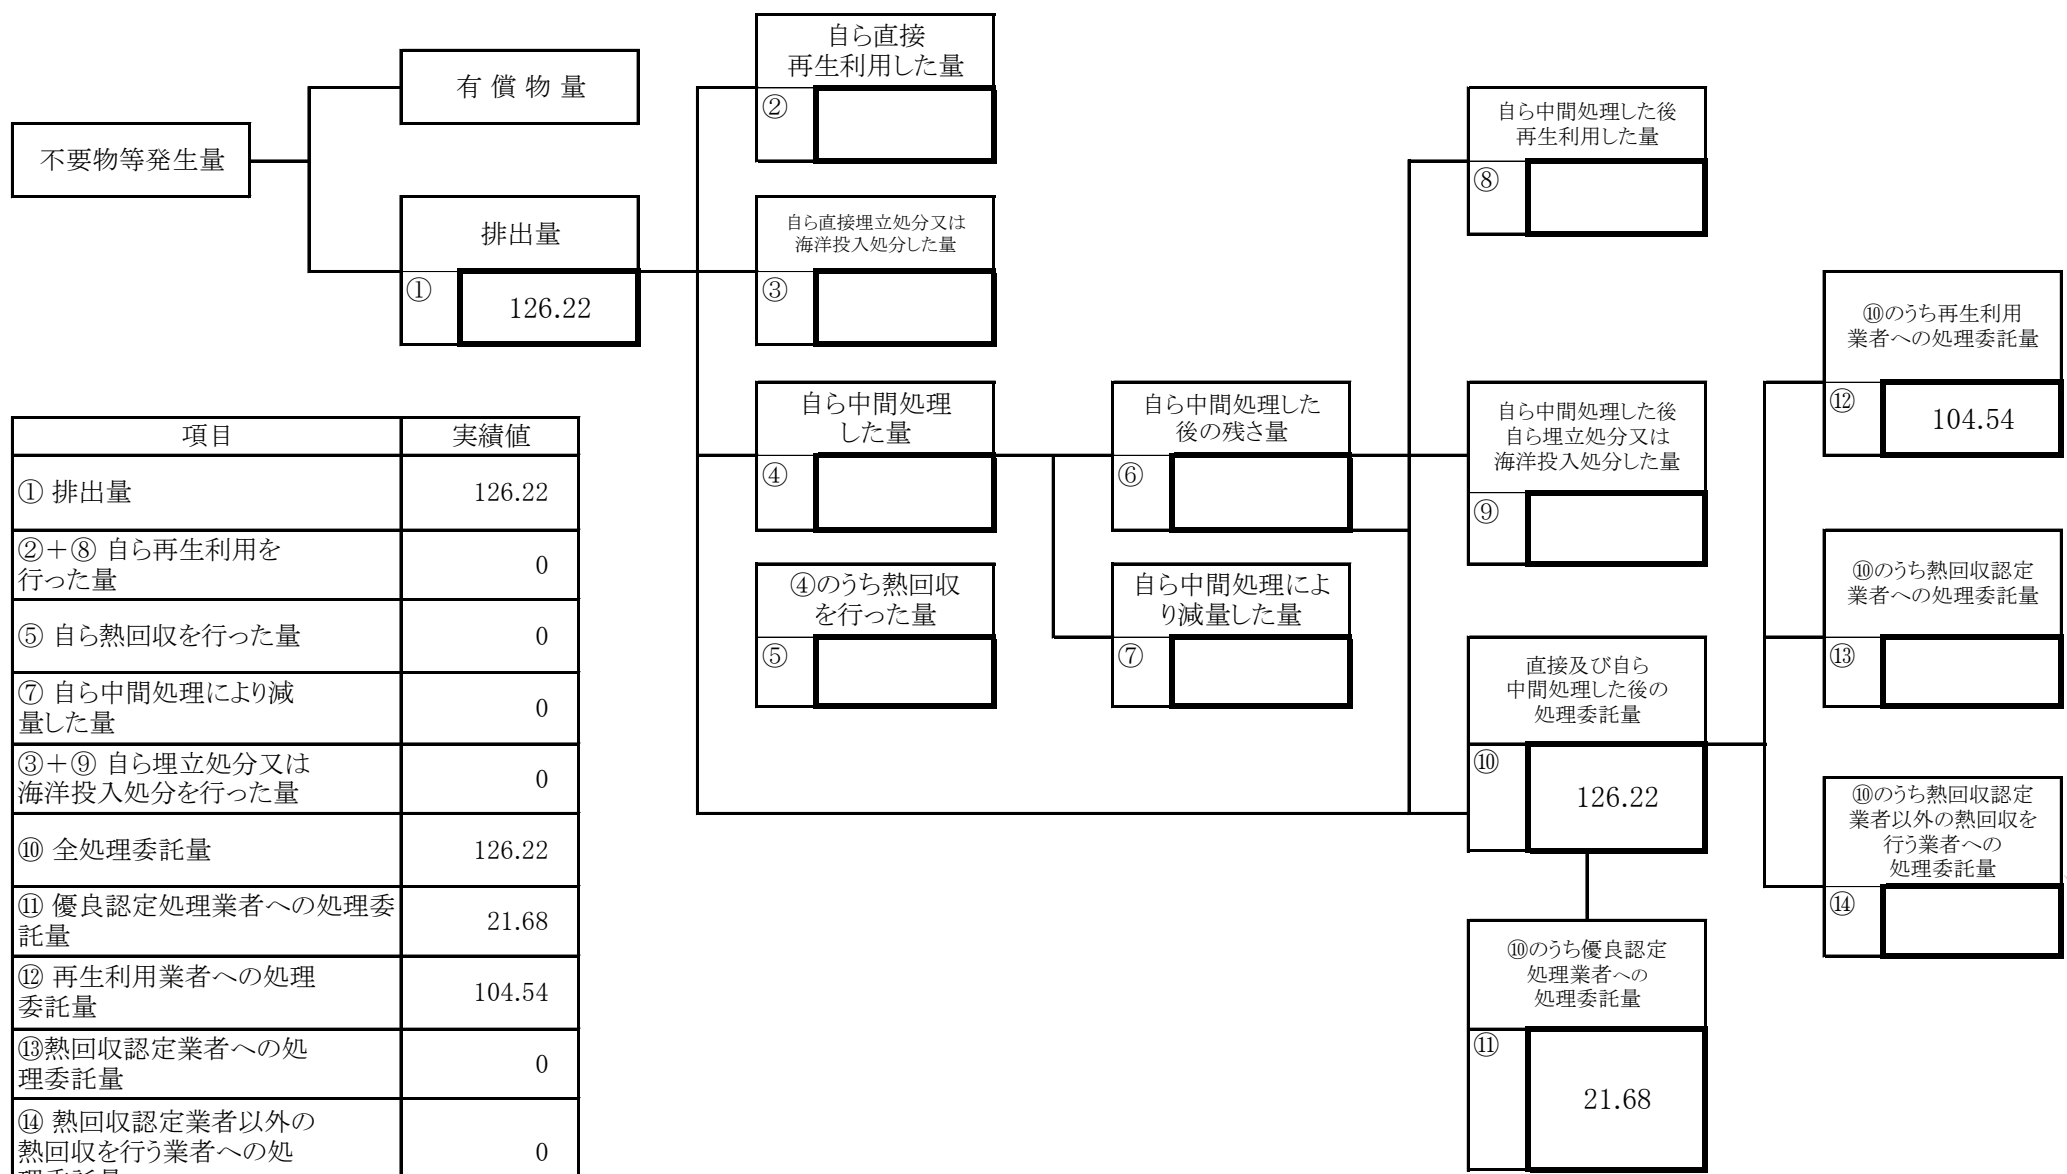 不要物等発生量
有 償 物 量
排出量
①
126.22
自ら直接
再生利用した量
②
自ら直接埋立処分又は
海洋投入処分した量
③
自ら中間処理
した量
④
④のうち熱回収
を行った量
⑤
自ら中間処理した
後の残さ量
⑥
自ら中間処理によ
り減量した量
⑦
自ら中間処理した後
再生利用した量
⑧
自ら中間処理した後
自ら埋立処分又は
海洋投入処分した量
⑨
直接及び自ら
中間処理した後の
処理委託量
⑩
126.22
⑩のうち優良認定
処理業者への
処理委託量
⑪
21.68
⑩のうち再生利用
業者への処理委託量
⑫
104.54
⑩のうち熱回収認定
業者への処理委託量
⑬
⑩のうち熱回収認定
業者以外の熱回収を
行う業者への
処理委託量
⑭
項目 実績値
① 排出量 126.22
②＋⑧ 自ら再生利用を
行った量 0
⑤ 自ら熱回収を行った量 0
⑦ 自ら中間処理により減
量した量 0
③＋⑨ 自ら埋立処分又は
海洋投入処分を行った量 0
⑩ 全処理委託量 126.22
⑪ 優良認定処理業者への処理委
託量 21.68
⑫ 再生利用業者への処理
委託量 104.54
⑬熱回収認定業者への処
理委託量 0
⑭ 熱回収認定業者以外の
熱回収を行う業者への処 0